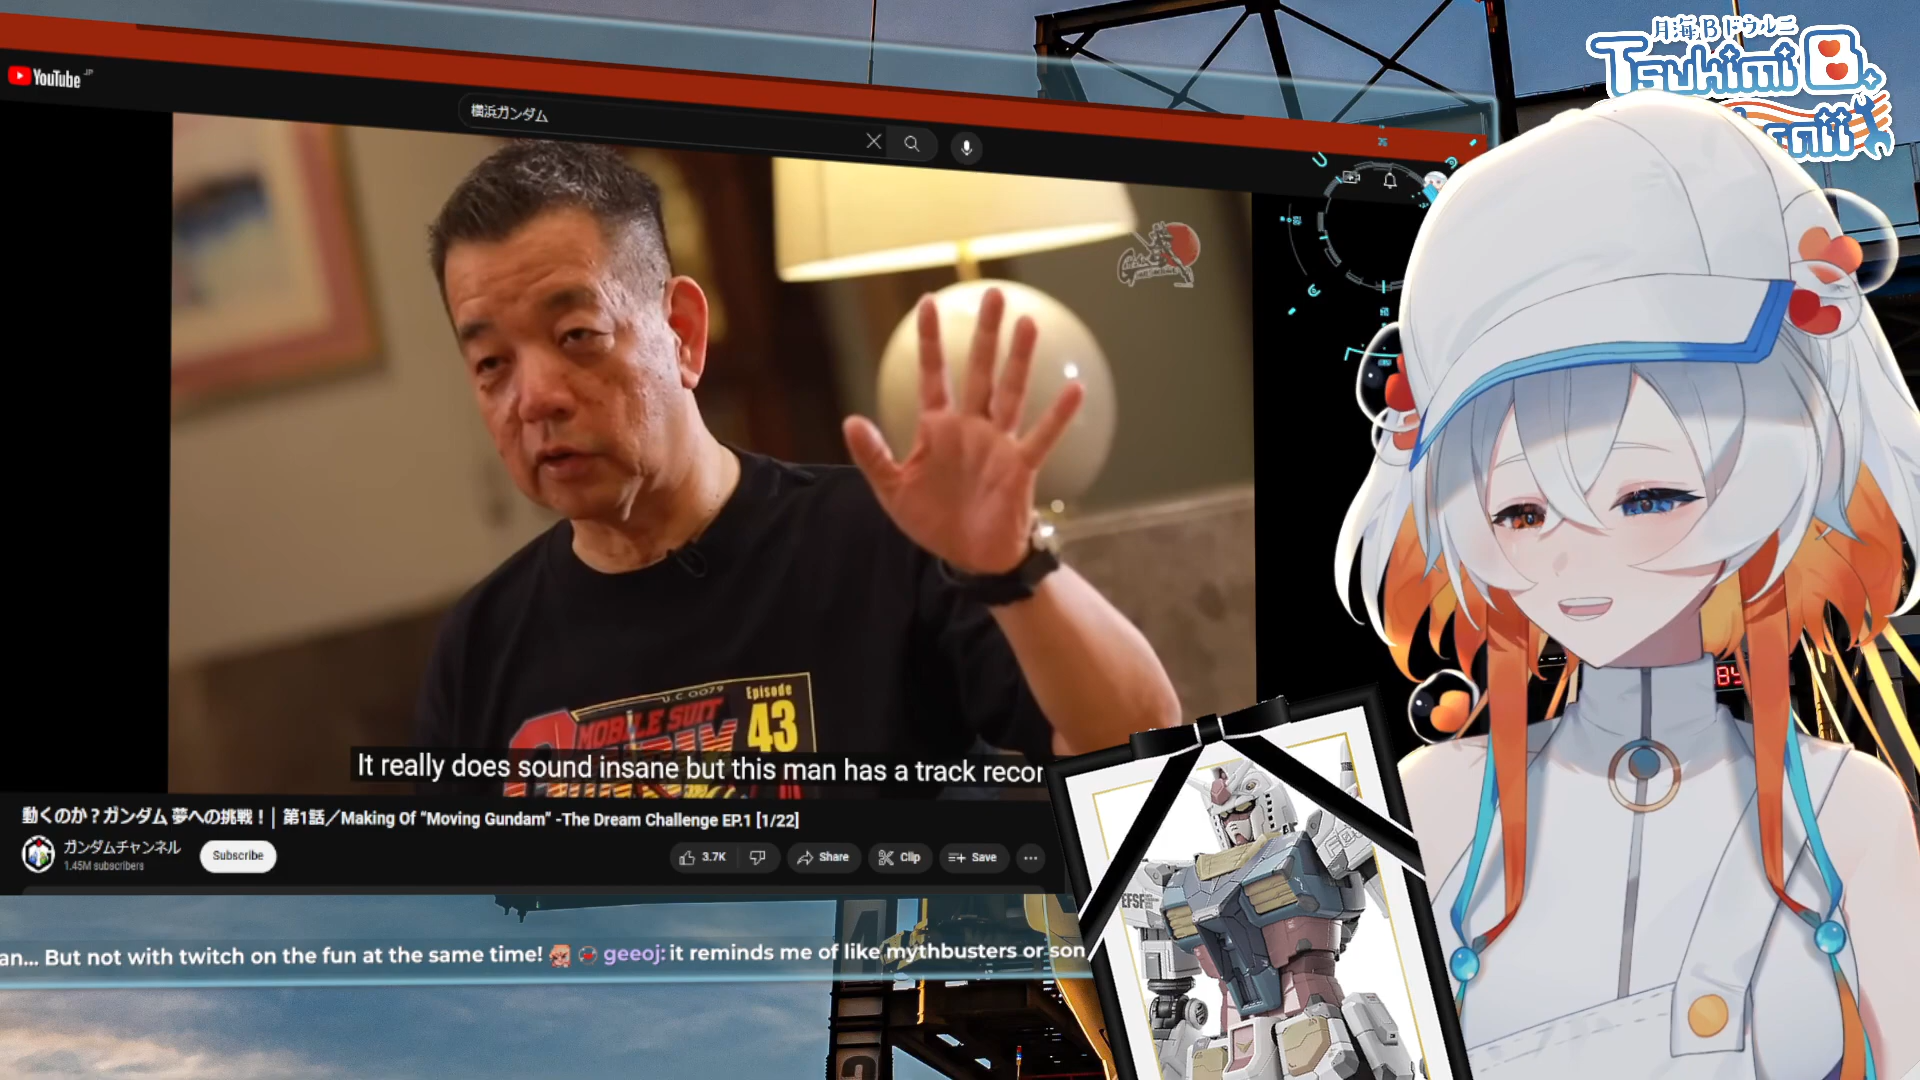 YouTube JP
横浜ガンダム
月海Bドゥルニ
Tsukimi B.
U.C.0079
Episode
43
MOBILE SUIT
It really does sound insane but this man has a track recor
動くのか？ガンダム 夢への挑戦！│ 第1話／Making Of “Moving Gundam” -The Dream Challenge EP.1 [1/22]
ガンダムチャンネル
1.45M subscribers
Subscribe
3.7K
Share
Clip
Save
EFSF
an... But not with twitch on the fun at the same time! geeoj: it reminds me of like mythbusters or son